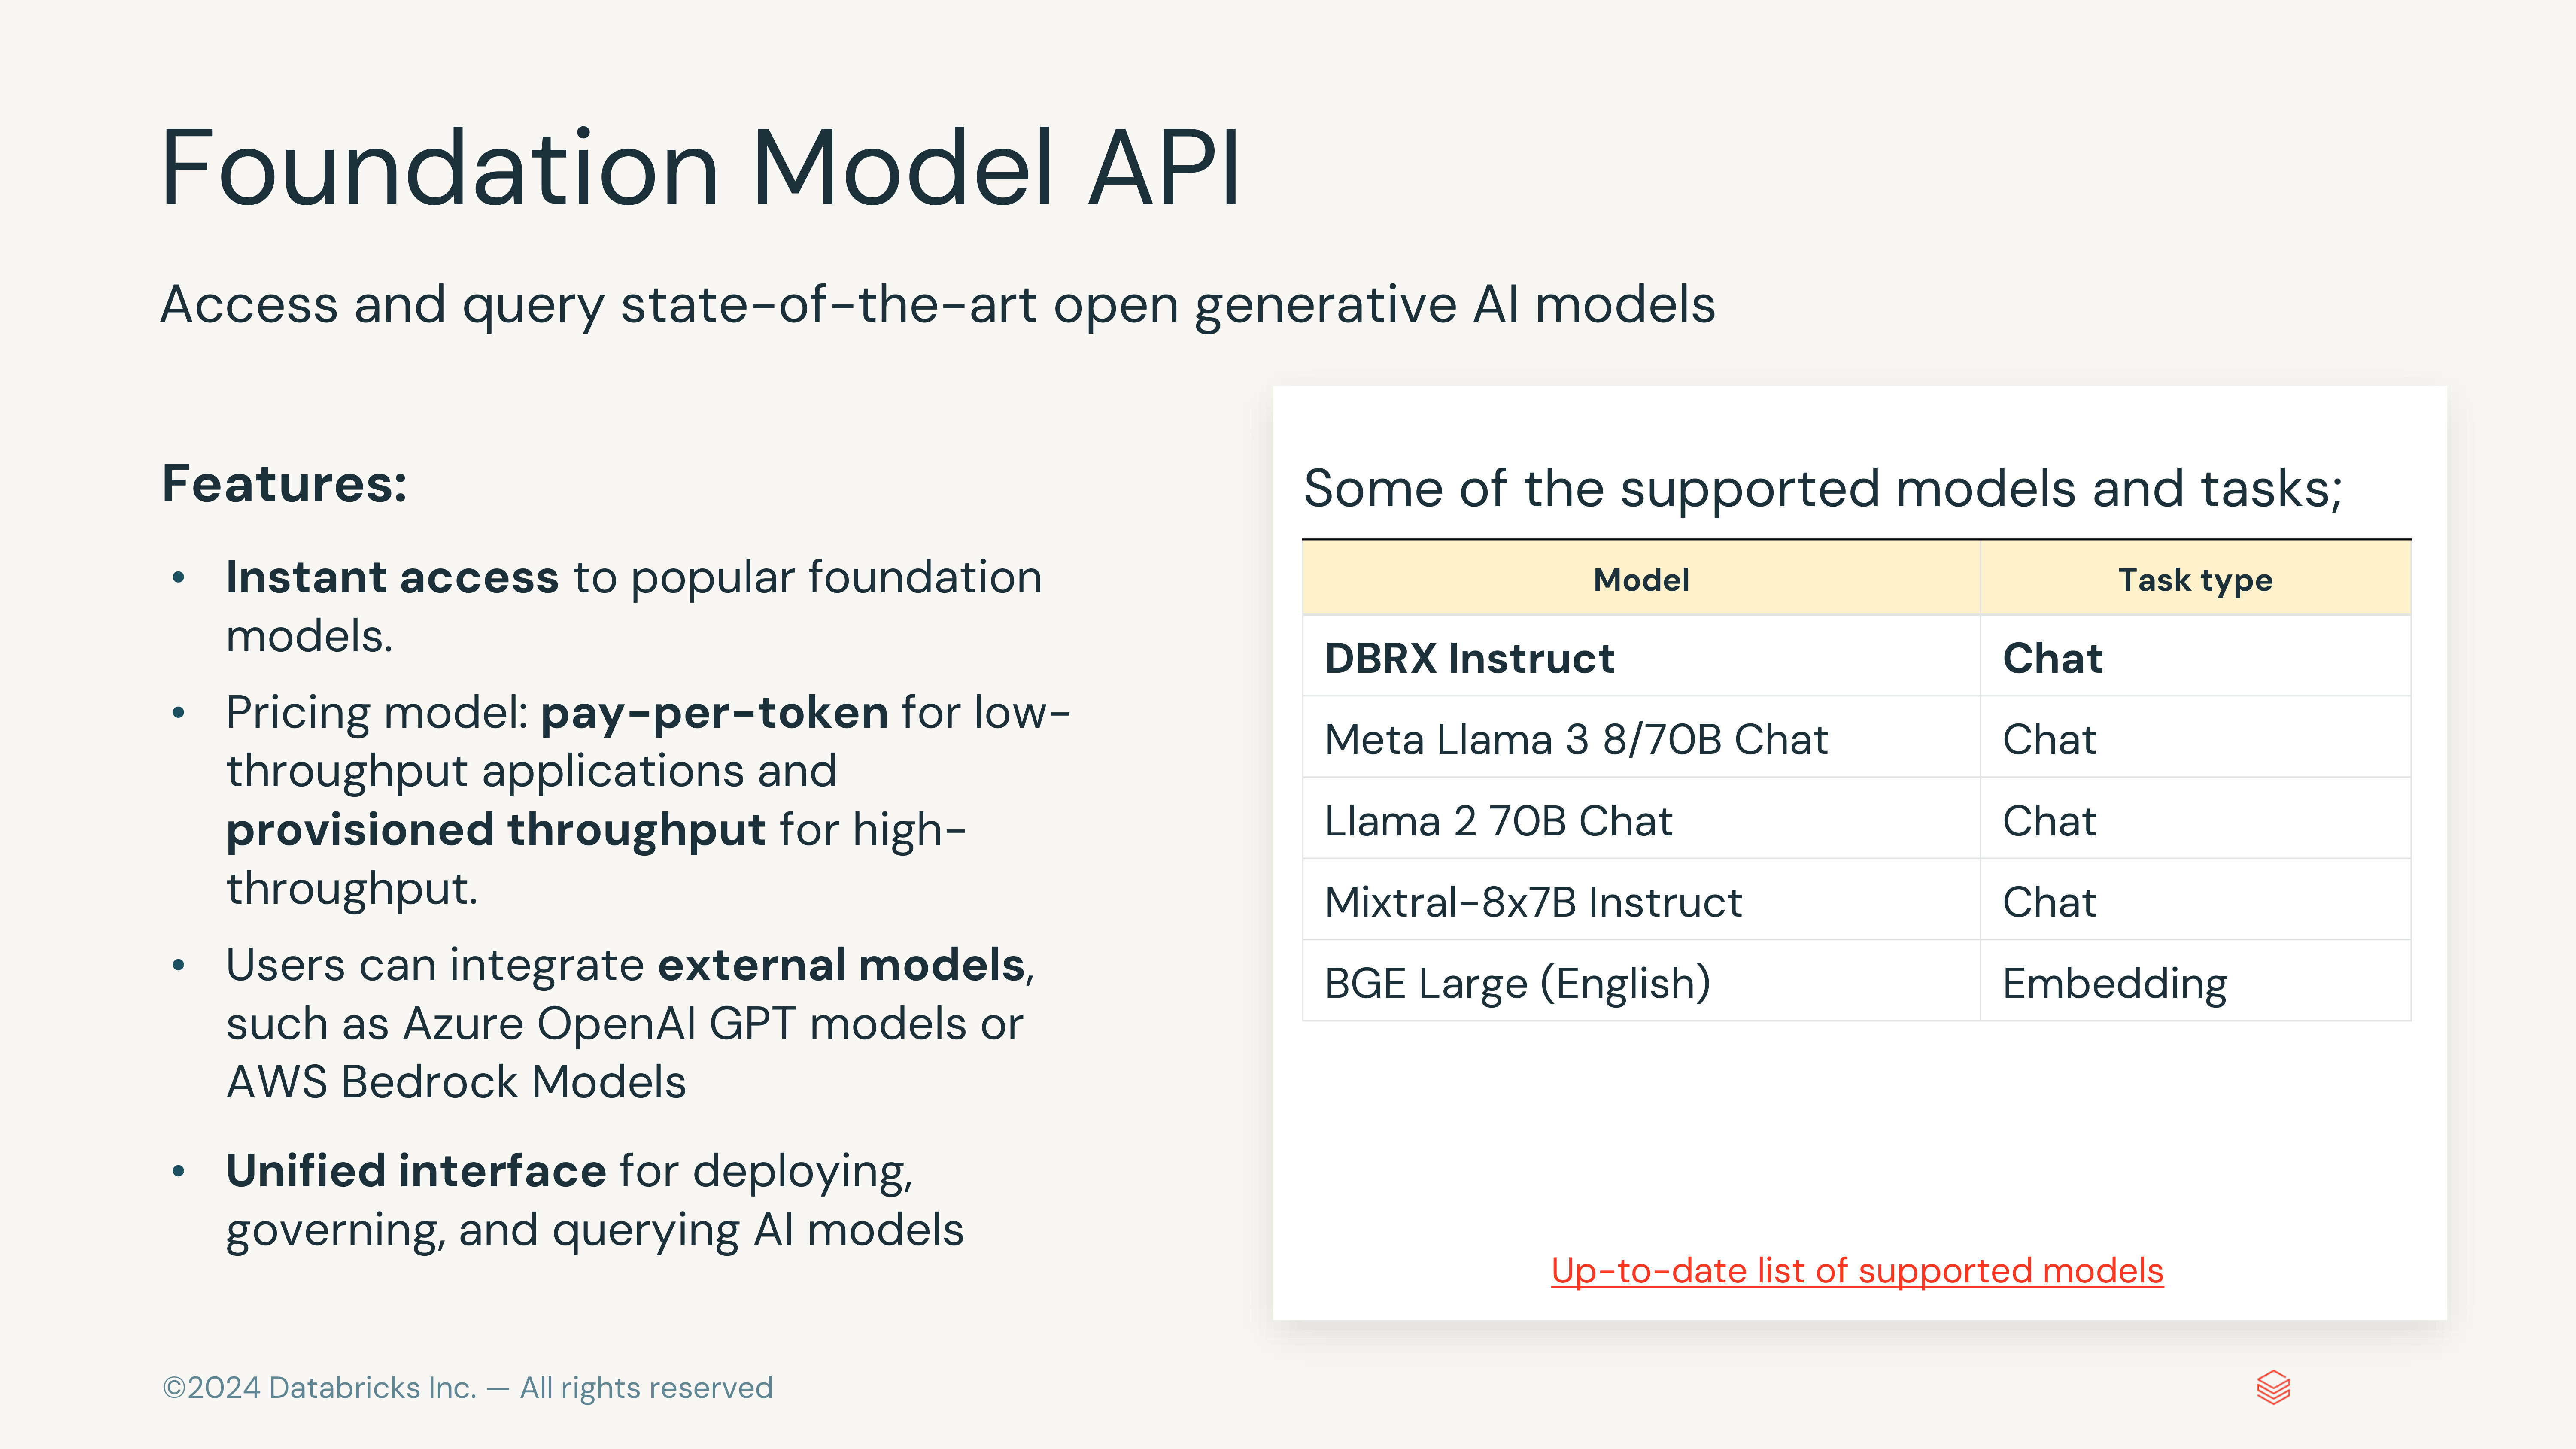 Foundation Model API
Access and query state-of-the-art open generative AI models
Features:
• Instant access to popular foundation
models.
• Pricing model: pay-per-token for low-
throughput applications and
provisioned throughput for high-
throughput.
• Users can integrate external models,
such as Azure OpenAI GPT models or
AWS Bedrock Models
• Unified interface for deploying,
governing, and querying AI models
Some of the supported models and tasks;
Model Task type
DBRX Instruct Chat
Meta Llama 3 8/70B Chat Chat
Llama 2 70B Chat Chat
Mixtral-8x7B Instruct Chat
BGE Large (English) Embedding
Up-to-date list of supported models
©2024 Databricks Inc. — All rights reserved